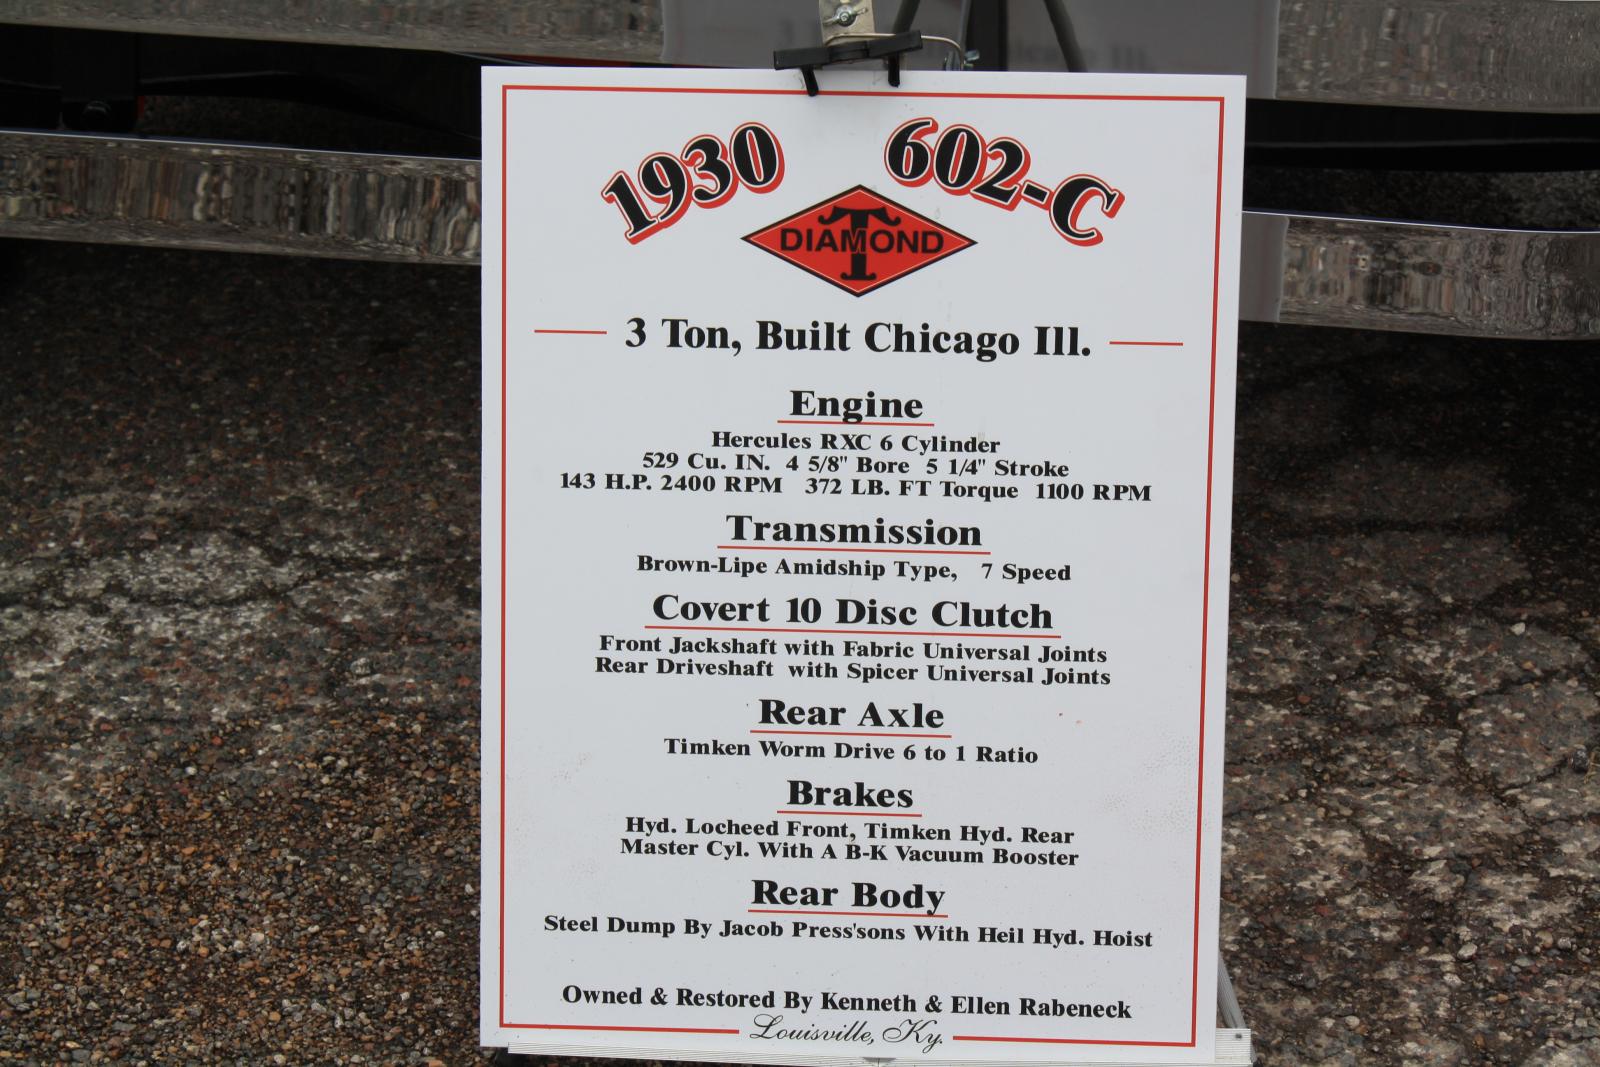 1930 602-C
DIAMOND T
3 Ton, Built Chicago Ill.
Engine
Hercules RXC 6 Cylinder
529 Cu. IN. 4 5/8" Bore 5 1/4" Stroke
143 H.P. 2400 RPM 372 LB. FT Torque 1100 RPM
Transmission
Brown-Lipe Amidship Type, 7 Speed
Covert 10 Disc Clutch
Front Jackshaft with Fabric Universal Joints
Rear Driveshaft with Spicer Universal Joints
Rear Axle
Timken Worm Drive 6 to 1 Ratio
Brakes
Hyd. Locheed Front, Timken Hyd. Rear
Master Cyl. With A B-K Vacuum Booster
Rear Body
Steel Dump By Jacob Press'sons With Heil Hyd. Hoist
Owned & Restored By Kenneth & Ellen Rabeneck
Louisville, Ky.